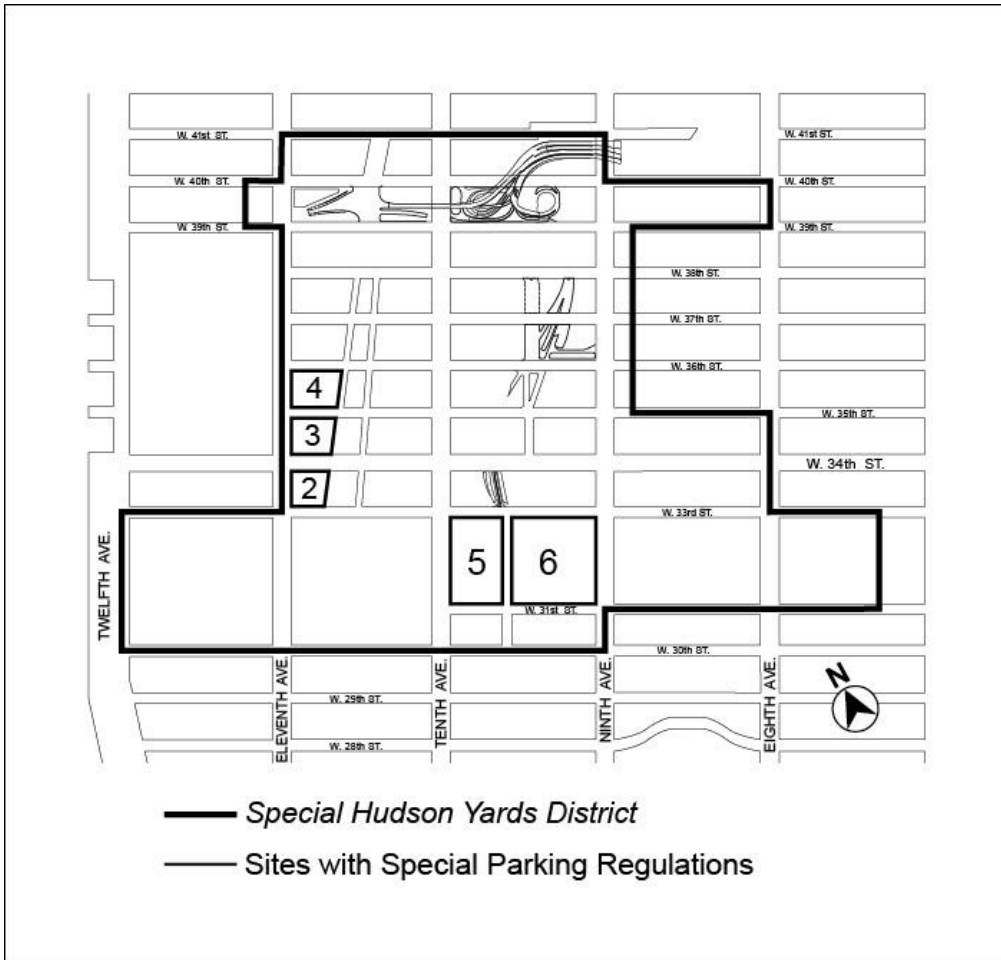 W. 41st ST.
W. 41st ST.
W. 40th ST.
W. 40th ST.
W. 39th ST.
W. 39th ST.
W. 38th ST.
W. 37th ST.
W. 36th ST.
4
W. 35th ST.
3
W. 34th ST.
2
W. 33rd ST.
5
6
TWELFTH AVE.
W. 31st ST.
W. 30th ST.
ELEVENTH AVE.
TENTH AVE.
NINTH AVE.
EIGHTH AVE.
N
W. 29th ST.
W. 28th ST.
Special Hudson Yards District
Sites with Special Parking Regulations